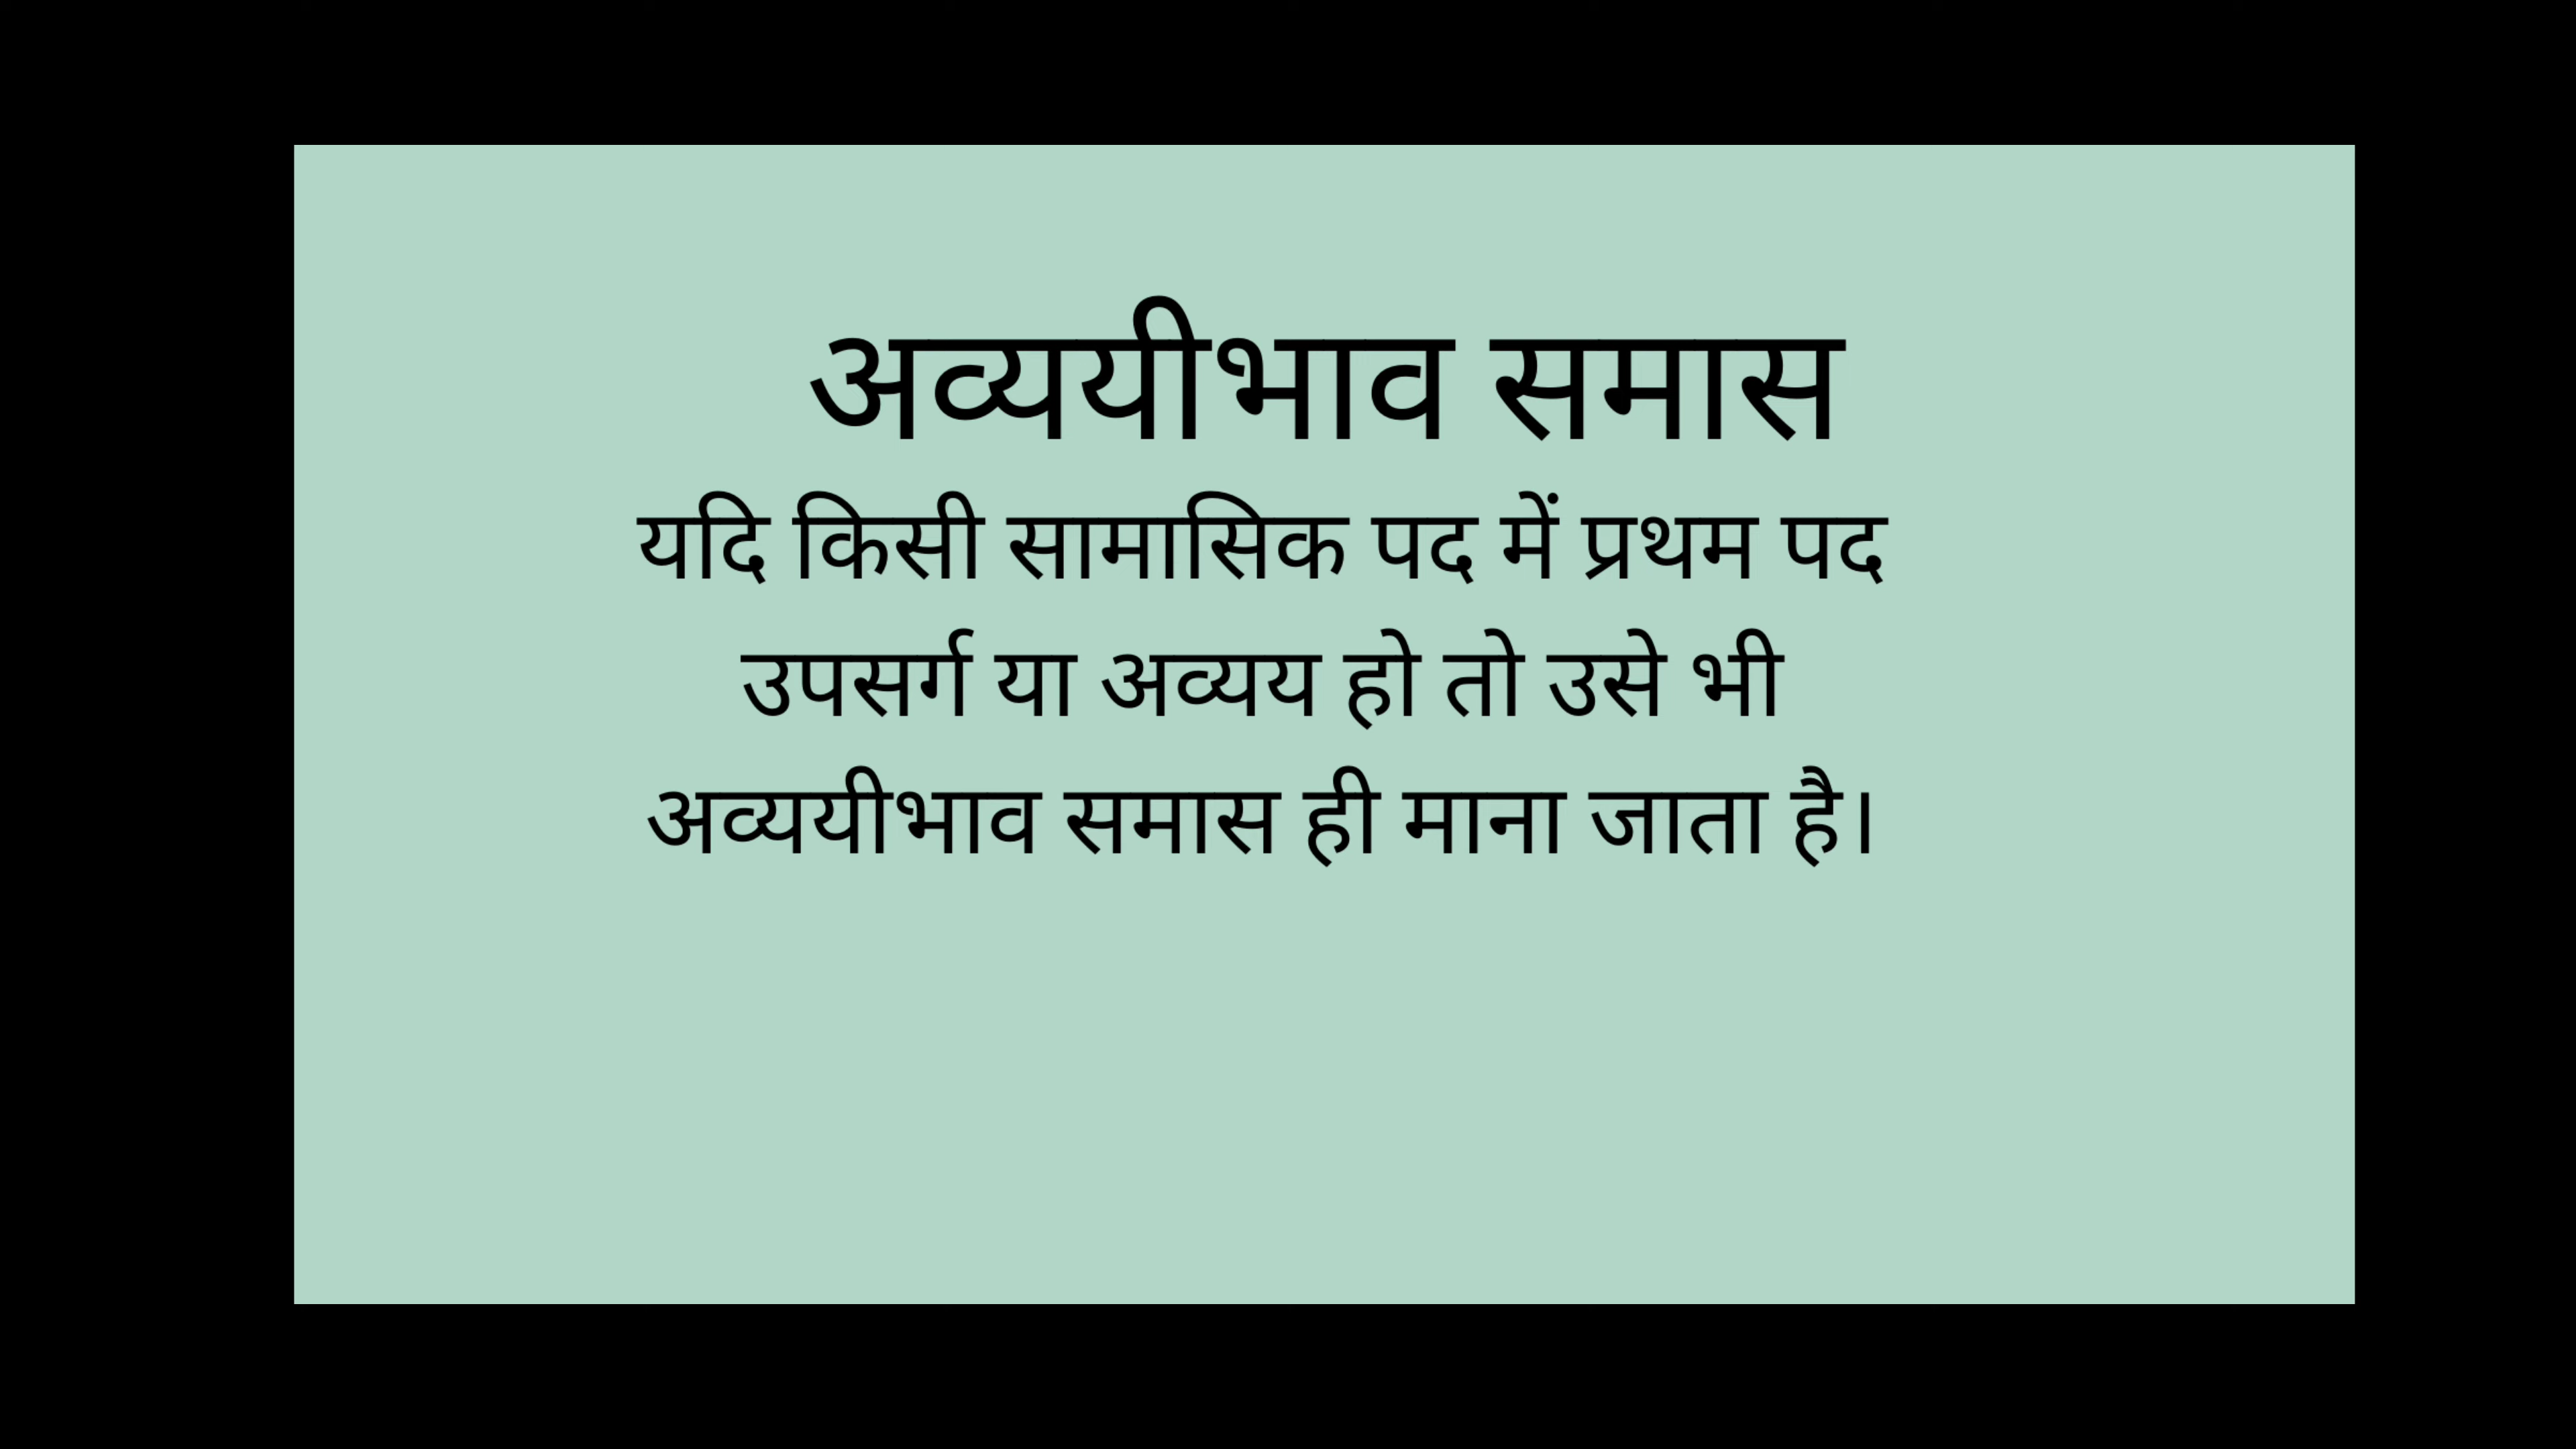 अव्ययीभाव समास
यदि किसी सामासिक पद में प्रथम पद
उपसर्ग या अव्यय हो तो उसे भी
अव्ययीभाव समास ही माना जाता है।